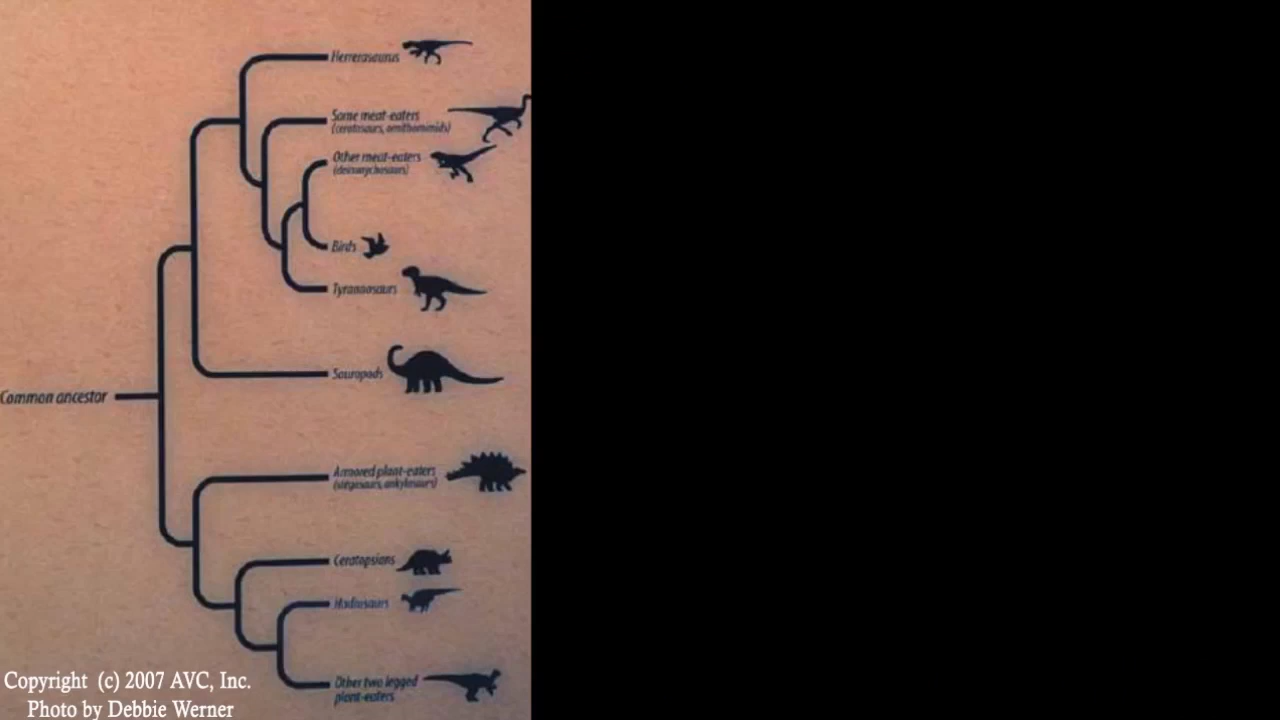 Herrerasaurus
Some meat-eaters
(ceratosaurs, ornithomimids)
Other meat-eaters
(deinonychosaurs)
Birds
Tyrannosaurs
Sauropods
Common ancestor
Armored plant-eaters
(stegosaurs, ankylosaurs)
Ceratopsians
Hadrosaurs
Other two legged
plant-eaters
Copyright (c) 2007 AVC, Inc.
Photo by Debbie Werner